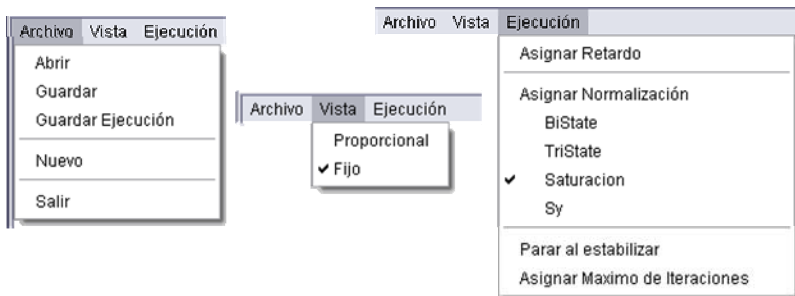 Archivo Vista Ejecución
Abrir
Guardar
Guardar Ejecución
Nuevo
Salir
Archivo Vista Ejecución
Proporcional
Fijo
Archivo Vista Ejecución
Asignar Retardo
Asignar Normalización
BiState
TriState
Saturacion
Sy
Parar al estabilizar
Asignar Maximo de Iteraciones